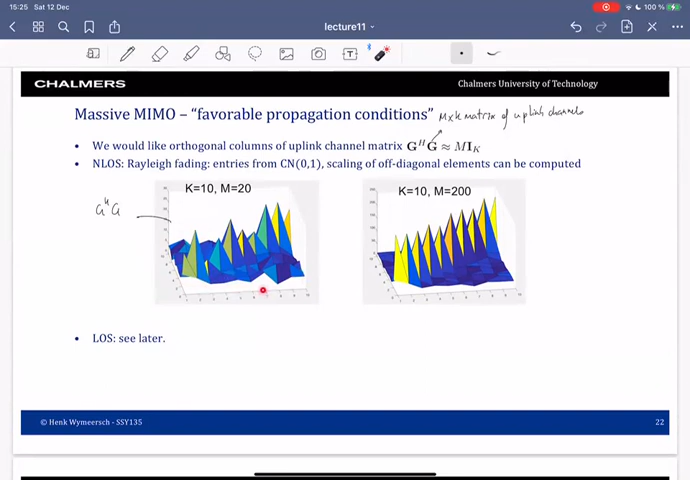 15:25 Sat 12 Dec
100 %
lecture11
CHALMERS
Chalmers University of Technology
Massive MIMO – “favorable propagation conditions” M×K matrix of uplink channels
• We would like orthogonal columns of uplink channel matrix G^H G ≈ MI_K
• NLOS: Rayleigh fading: entries from CN(0,1), scaling of off-diagonal elements can be computed
K=10, M=20
K=10, M=200
G^H G
• LOS: see later.
© Henk Wymeersch - SSY135
22